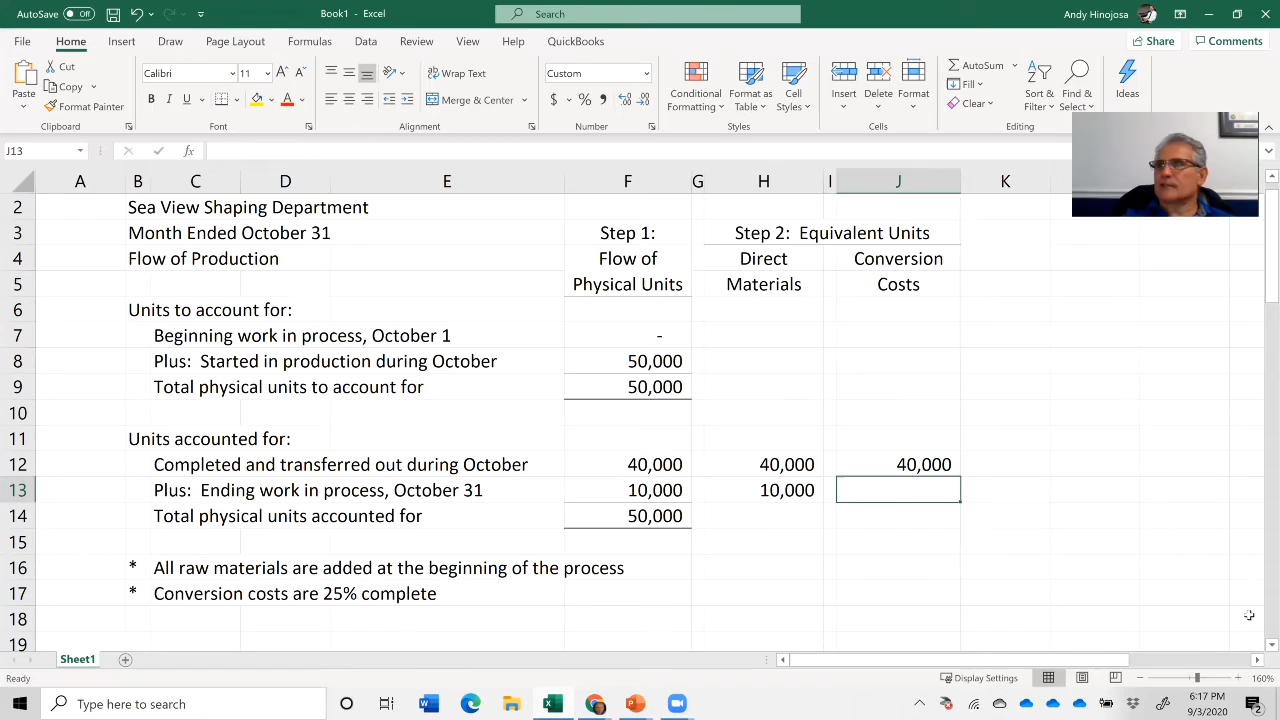 AutoSave Off
Book1 - Excel
Search
Andy Hinojosa
File Home Insert Draw Page Layout Formulas Data Review View Help QuickBooks
Share Comments
Paste
Cut
Copy
Format Painter
Clipboard
Calibri 11
B I U
Font
Wrap Text
Merge & Center
Alignment
Custom
$ % ,
Number
Conditional Formatting
Format as Table
Cell Styles
Styles
Insert Delete Format
Cells
AutoSum
Fill
Clear
Sort & Filter
Find & Select
Editing
Ideas
Ideas
J13 fx
A B C D E F G H I J K
2 Sea View Shaping Department
3 Month Ended October 31 Step 1: Step 2: Equivalent Units
4 Flow of Production Flow of Direct Conversion
5 Physical Units Materials Costs
6 Units to account for:
7 Beginning work in process, October 1 -
8 Plus: Started in production during October 50,000
9 Total physical units to account for 50,000
10
11 Units accounted for:
12 Completed and transferred out during October 40,000 40,000 40,000
13 Plus: Ending work in process, October 31 10,000 10,000
14 Total physical units accounted for 50,000
15
16 * All raw materials are added at the beginning of the process
17 * Conversion costs are 25% complete
18
19
Sheet1
Ready
Display Settings
160%
Type here to search
6:17 PM
9/3/2020
2